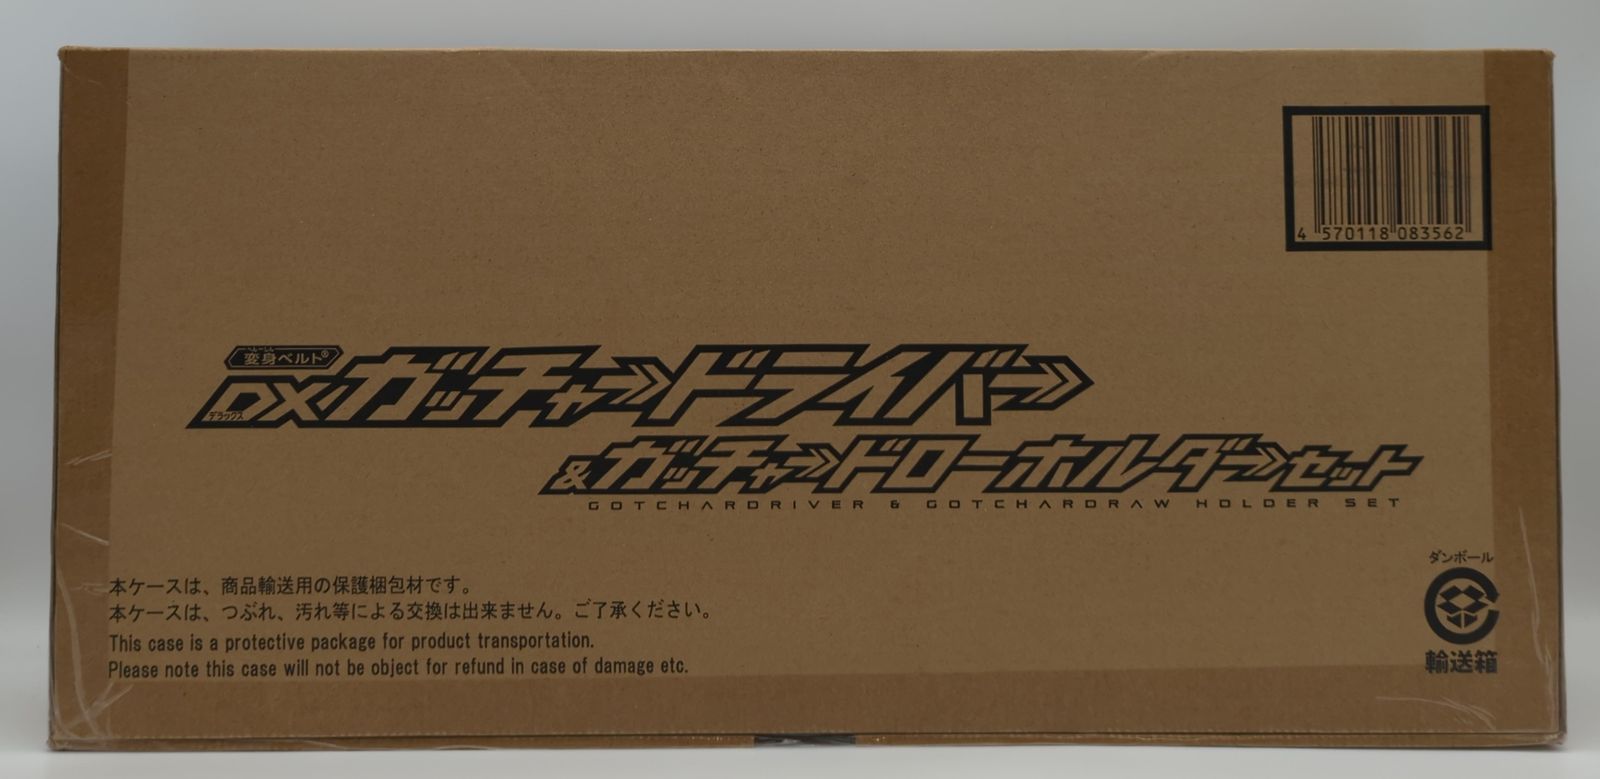 4 570118 083562
へんしん
変身ベルト®
DXガッチャードライバー
デラックス
&ガッチャードローホルダーセット
GOTCHARDRIVER & GOTCHARDRAW HOLDER SET
本ケースは、商品輸送用の保護梱包材です。
本ケースは、つぶれ、汚れ等による交換は出来ません。ご了承ください。
This case is a protective package for product transportation.
Please note this case will not be object for refund in case of damage etc.
ダンボール
輸送箱